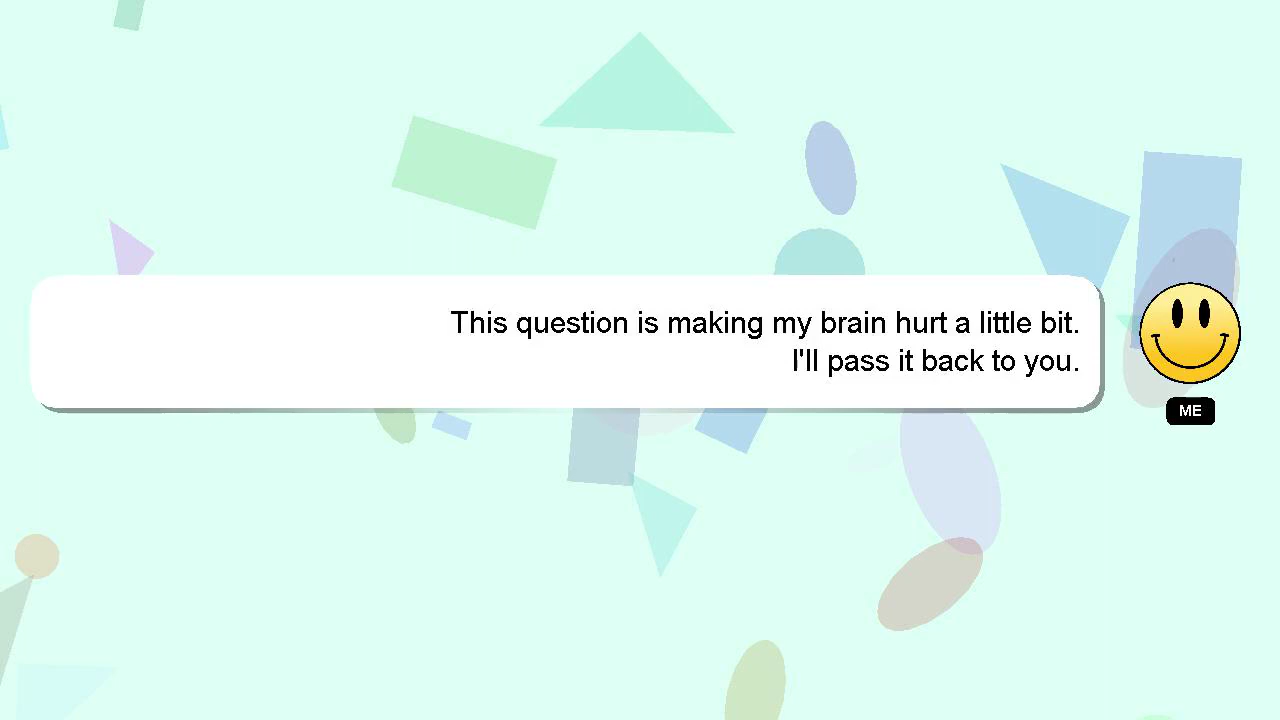 This question is making my brain hurt a little bit.
I'll pass it back to you.
ME